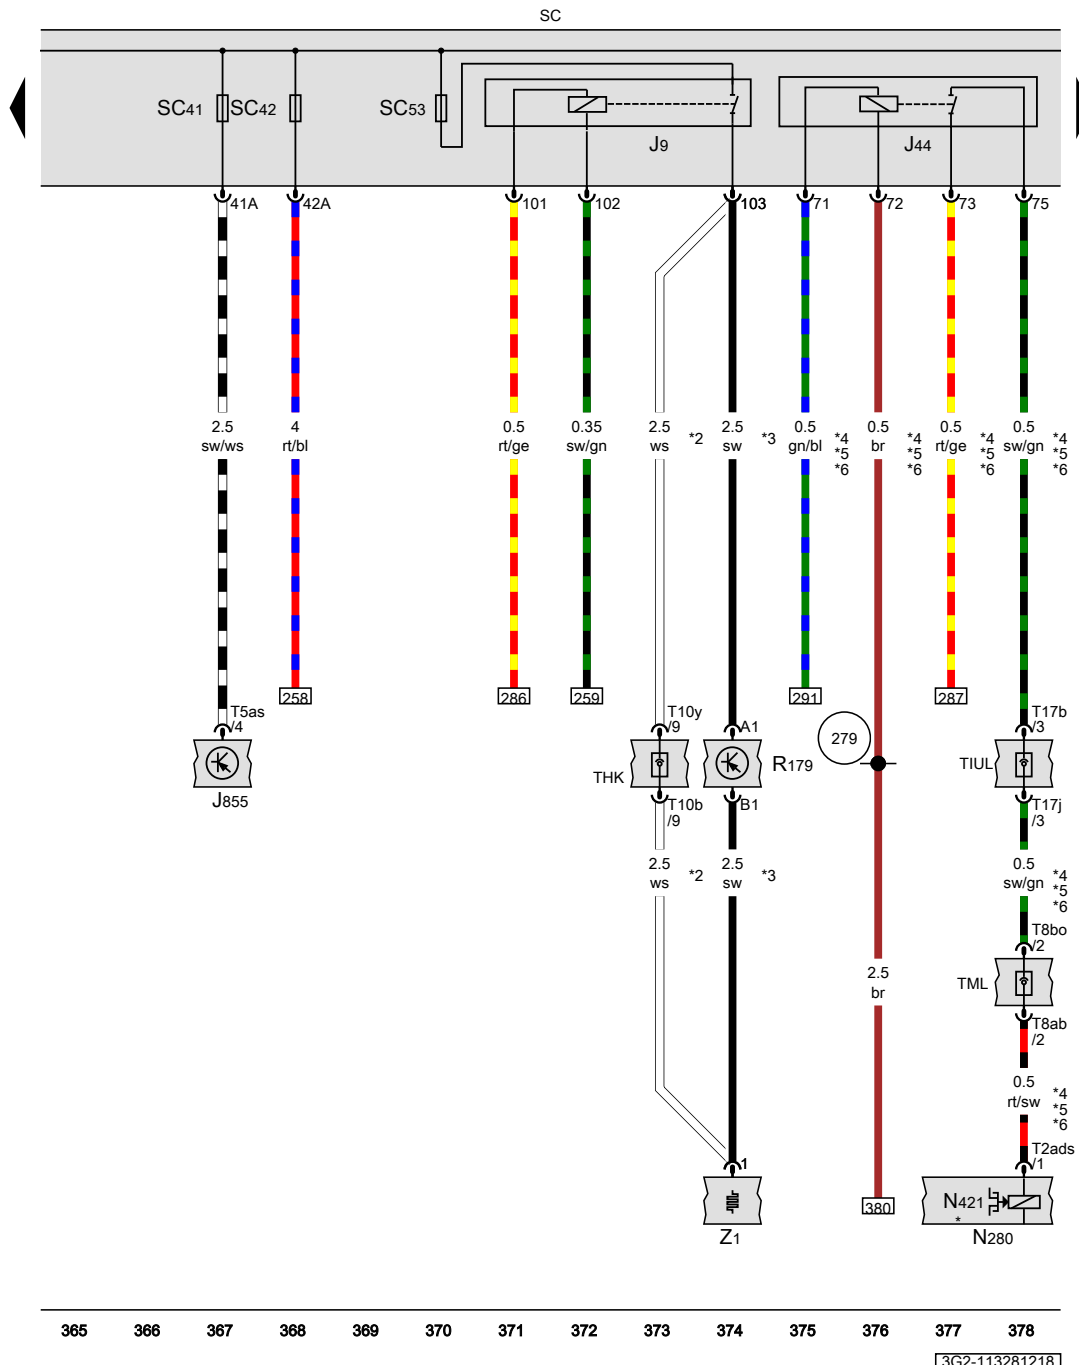 SC
SC41 SC42 SC53
J9 J44
41A 42A 101 102 103 71 72 73 75
2.5 4 0.5 0.35 2.5 2.5 0.5 0.5 0.5 0.5
sw/ws rt/bl rt/ge sw/gn ws *2 sw *3 gn/bl *4 br *4 rt/ge *4 sw/gn *4
*5 *5 *5 *5
*6 *6 *6 *6
258 286 259 291 287
T5as T10y T17b
/4 /9 A1 279 /3
THK R179 TIUL
J855
T10b B1 T17j
/9 /3
2.5 2.5 0.5
ws *2 sw *3 sw/gn *4
*5
*6
T8bo
/2
2.5 TML
br
T8ab
/2
0.5
rt/sw *4
*5
*6
T2ads
1 /1
380 N421
*
Z1 N280
365 366 367 368 369 370 371 372 373 374 375 376 377 378
3G2-113281218